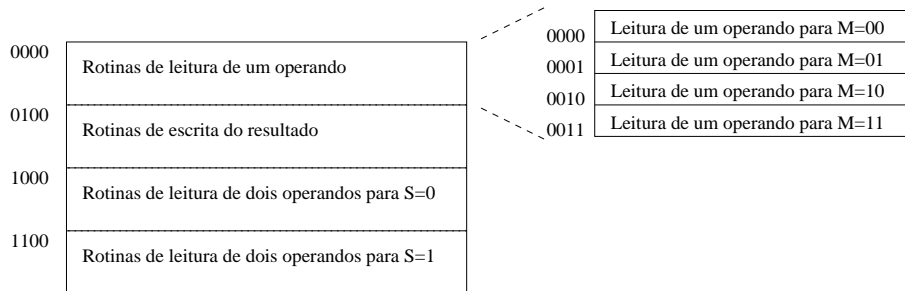 0000
Rotinas de leitura de um operando
0100
Rotinas de escrita do resultado
1000
Rotinas de leitura de dois operandos para S=0
1100
Rotinas de leitura de dois operandos para S=1
0000 Leitura de um operando para M=00
0001 Leitura de um operando para M=01
0010 Leitura de um operando para M=10
0011 Leitura de um operando para M=11